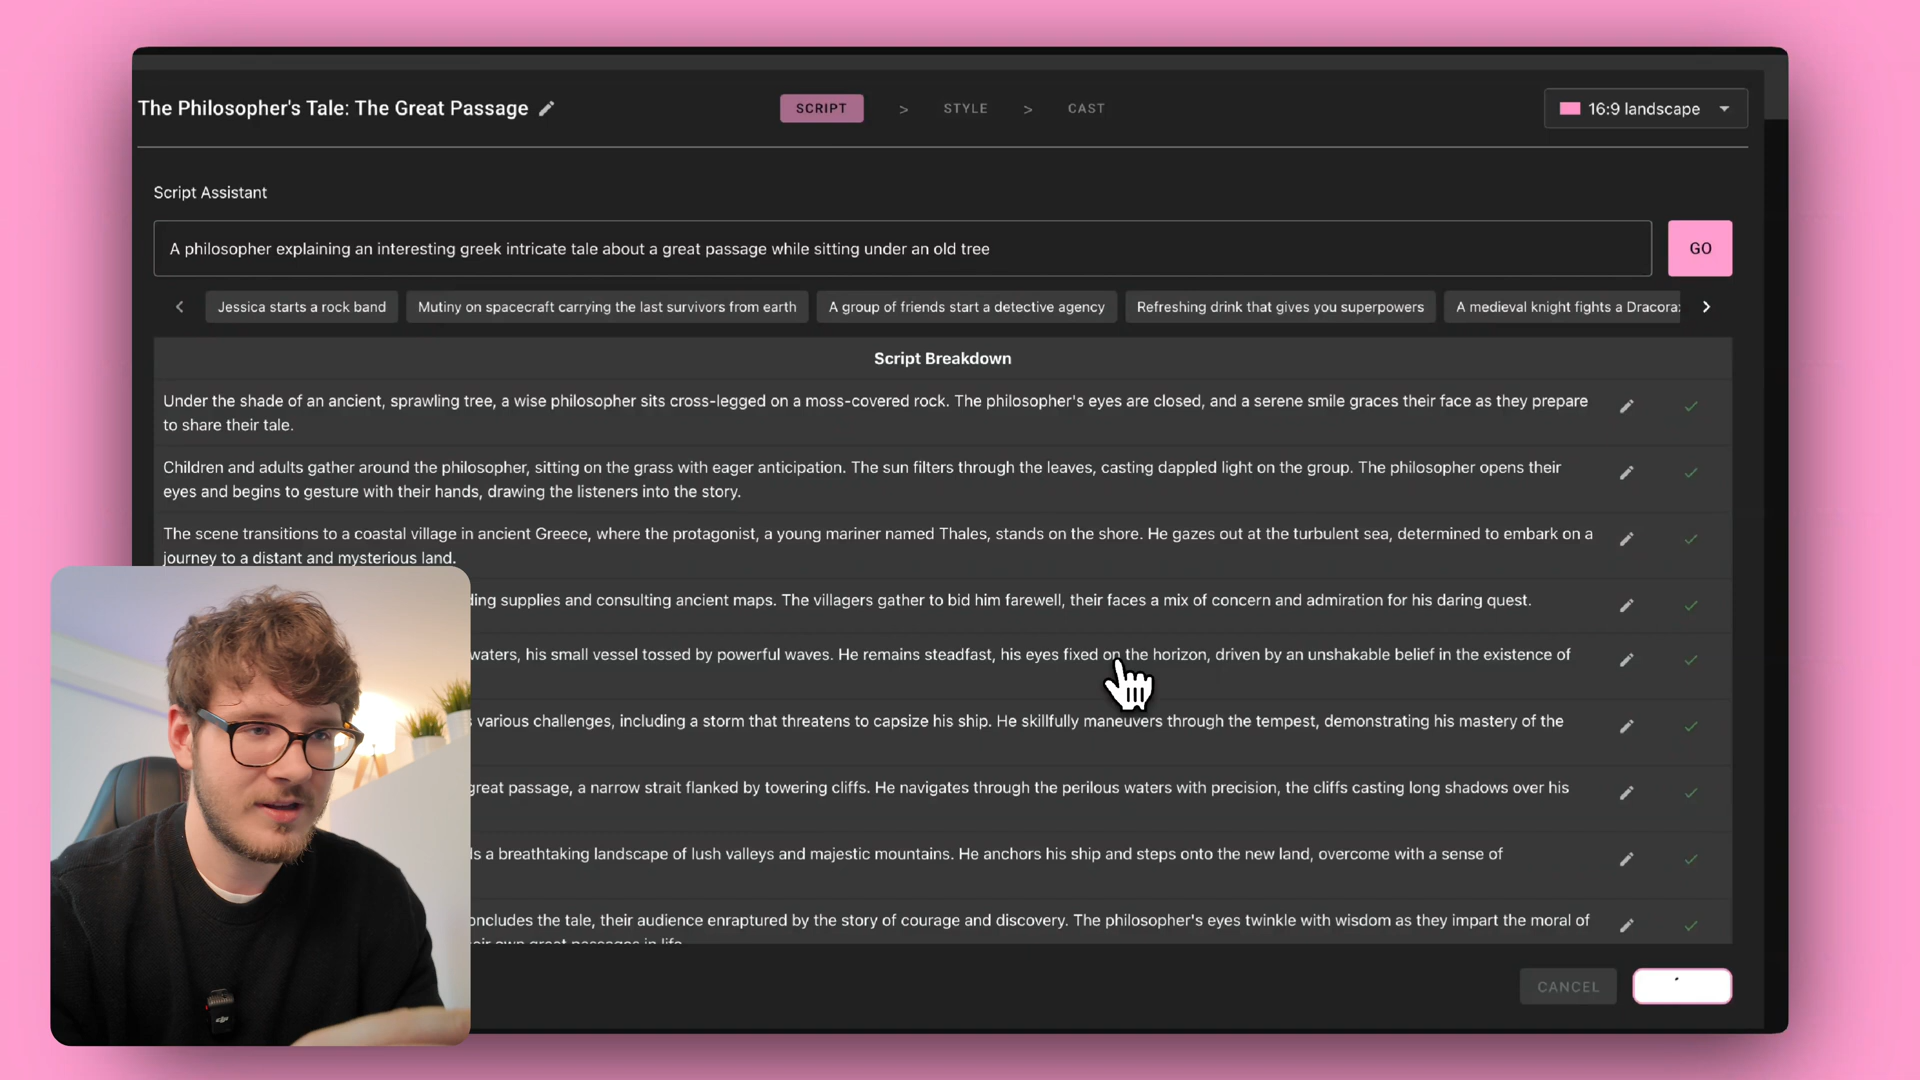 The Philosopher's Tale: The Great Passage
SCRIPT > STYLE > CAST
16:9 landscape
Script Assistant
A philosopher explaining an interesting greek intricate tale about a great passage while sitting under an old tree
GO
Jessica starts a rock band
Mutiny on spacecraft carrying the last survivors from earth
A group of friends start a detective agency
Refreshing drink that gives you superpowers
A medieval knight fights a
Script Breakdown
Under the shade of an ancient, sprawling tree, a wise philosopher sits cross-legged on a moss-covered rock. The philosopher's eyes are closed, and a serene smile graces their face as they prepare
to share their tale.
Children and adults gather around the philosopher, sitting on the grass with eager anticipation. The sun filters through the leaves, casting dappled light on the group. The philosopher opens their
eyes and begins to gesture with their hands, drawing the listeners into the story.
The scene transitions to a coastal village in ancient Greece, where the protagonist, a young mariner named Thales, stands on the shore. He gazes out at the turbulent sea, determined to embark on a
journey to a distant and mysterious land.
supplies and consulting ancient maps. The villagers gather to bid him farewell, their faces a mix of concern and admiration for his daring quest.
waters, his small vessel tossed by powerful waves. He remains steadfast, his eyes fixed on the horizon, driven by an unshakable belief in the existence of
various challenges, including a storm that threatens to capsize his ship. He skillfully maneuvers through the tempest, demonstrating his mastery of the
great passage, a narrow strait flanked by towering cliffs. He navigates through the perilous waters with precision, the cliffs casting long shadows over his
a breathtaking landscape of lush valleys and majestic mountains. He anchors his ship and steps onto the new land, overcome with a sense of
the tale, their audience enraptured by the story of courage and discovery. The philosopher's eyes twinkle with wisdom as they impart the moral of
own great passages in life.
CANCEL
dji